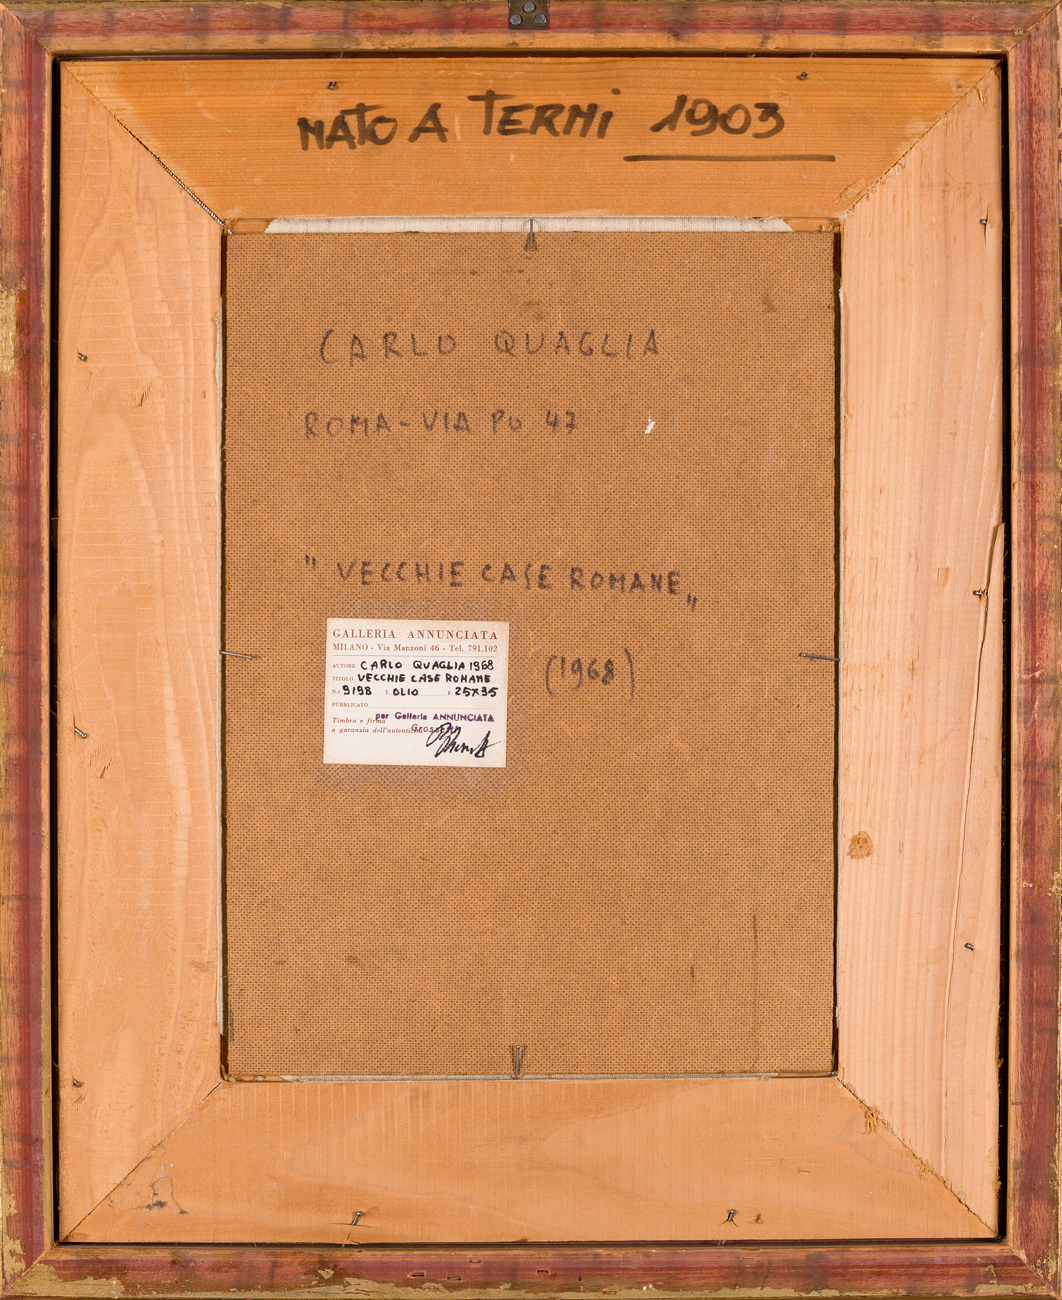 NATO A TERNI 1903
CARLO QUAGLIA
ROMA - VIA PO 47
" VECCHIE CASE ROMANE "
(1968)
GALLERIA ANNUNCIATA
MILANO - Via Manzoni 46 - Tel. 791.102
AUTORE CARLO QUAGLIA 1968
TITOLO VECCHIE CASE ROMANE
N. 9198 T. OLIO F. 25X35
PUBBLICATO
per Galleria ANNUNCIATA
Timbro e firma
a garanzia dell'autenticità